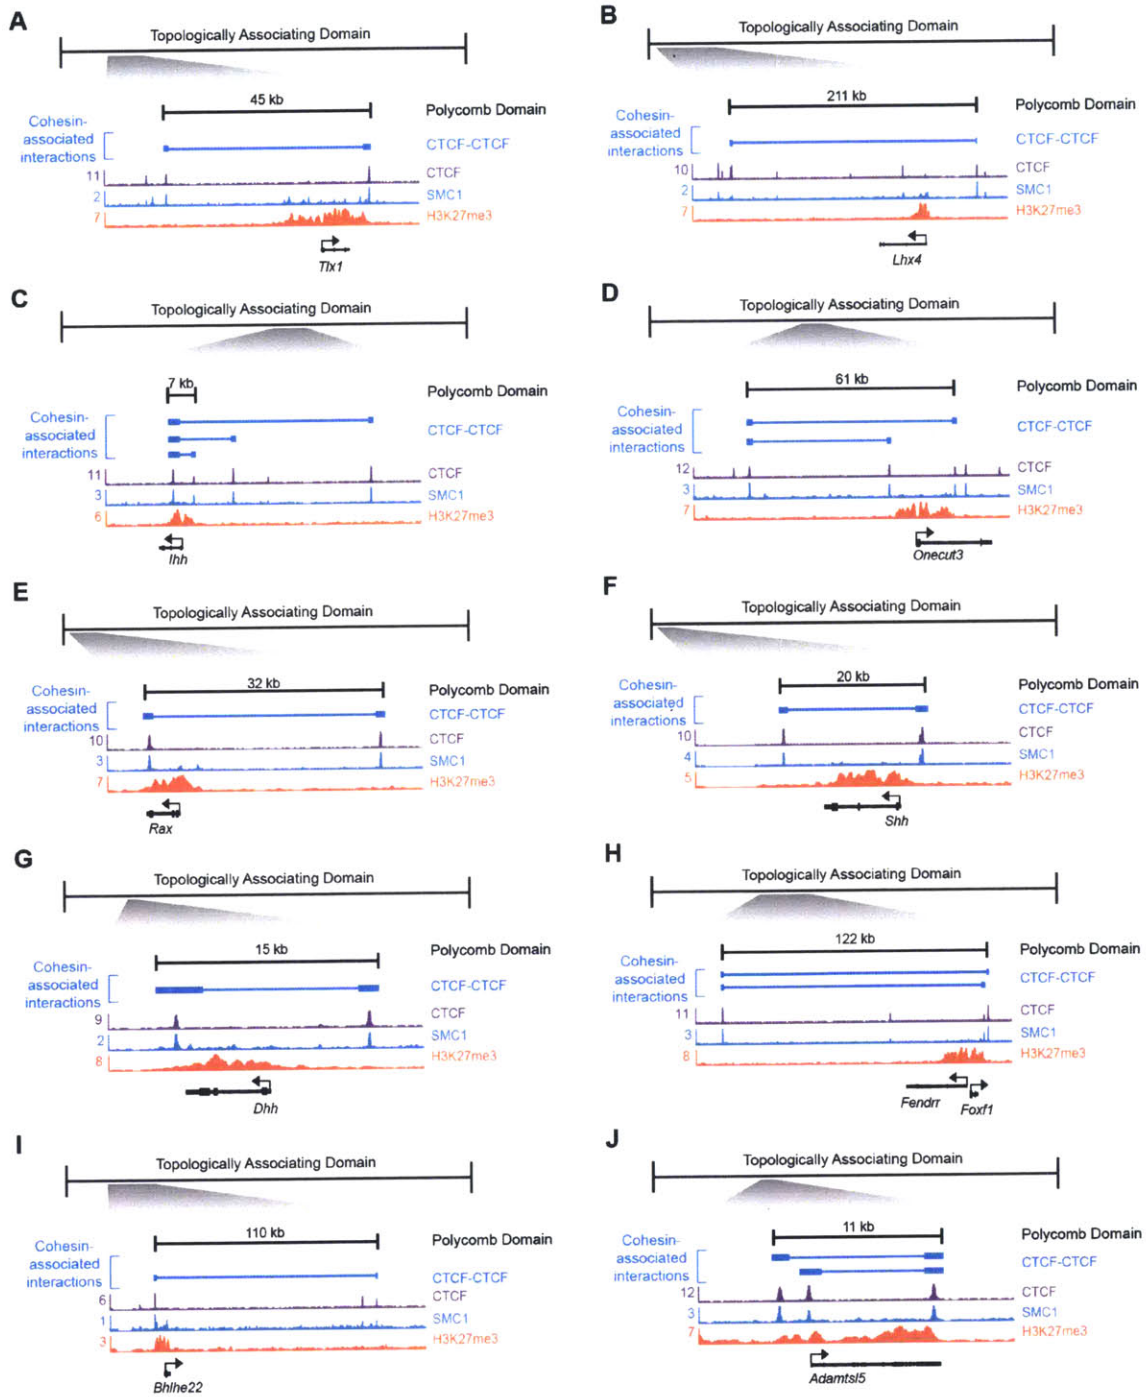 A
Topologically Associating Domain
45 kb
Polycomb Domain
Cohesin-
associated
interactions
CTCF-CTCF
11
CTCF
2
SMC1
7
H3K27me3
Tlx1
B
Topologically Associating Domain
211 kb
Polycomb Domain
Cohesin-
associated
interactions
CTCF-CTCF
10
CTCF
2
SMC1
7
H3K27me3
Lhx4
C
Topologically Associating Domain
7 kb
Polycomb Domain
Cohesin-
associated
interactions
CTCF-CTCF
11
CTCF
3
SMC1
6
H3K27me3
Ihh
D
Topologically Associating Domain
61 kb
Polycomb Domain
Cohesin-
associated
interactions
CTCF-CTCF
12
CTCF
3
SMC1
7
H3K27me3
Onecut3
E
Topologically Associating Domain
32 kb
Polycomb Domain
Cohesin-
associated
interactions
CTCF-CTCF
10
CTCF
3
SMC1
7
H3K27me3
Rax
F
Topologically Associating Domain
20 kb
Polycomb Domain
Cohesin-
associated
interactions
CTCF-CTCF
10
CTCF
4
SMC1
5
H3K27me3
Shh
G
Topologically Associating Domain
15 kb
Polycomb Domain
Cohesin-
associated
interactions
CTCF-CTCF
9
CTCF
2
SMC1
8
H3K27me3
Dhh
H
Topologically Associating Domain
122 kb
Polycomb Domain
Cohesin-
associated
interactions
CTCF-CTCF
11
CTCF
3
SMC1
8
H3K27me3
Fendrr
Foxf1
I
Topologically Associating Domain
110 kb
Polycomb Domain
Cohesin-
associated
interactions
CTCF-CTCF
6
CTCF
1
SMC1
3
H3K27me3
Bhlhe22
J
Topologically Associating Domain
11 kb
Polycomb Domain
Cohesin-
associated
interactions
CTCF-CTCF
12
CTCF
3
SMC1
7
H3K27me3
Adamtsl5